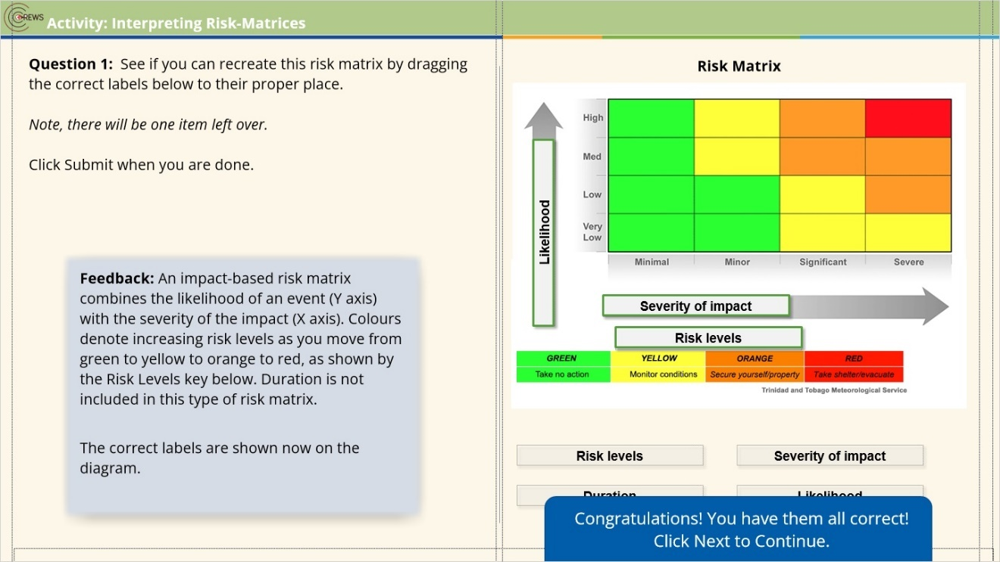 CREWS
Activity: Interpreting Risk-Matrices
Question 1: See if you can recreate this risk matrix by dragging
the correct labels below to their proper place.
Note, there will be one item left over.
Click Submit when you are done.
Feedback: An impact-based risk matrix
combines the likelihood of an event (Y axis)
with the severity of the impact (X axis). Colours
denote increasing risk levels as you move from
green to yellow to orange to red, as shown by
the Risk Levels key below. Duration is not
included in this type of risk matrix.
The correct labels are shown now on the
diagram.
Risk Matrix
High
Med
Low
Very
Low
Likelihood
Minimal Minor Significant Severe
Severity of impact
Risk levels
GREEN YELLOW ORANGE RED
Take no action Monitor conditions Secure yourself/property Take shelter/evacuate
Trinidad and Tobago Meteorological Service
Risk levels Severity of impact
Duration Likelihood
Congratulations! You have them all correct!
Click Next to Continue.